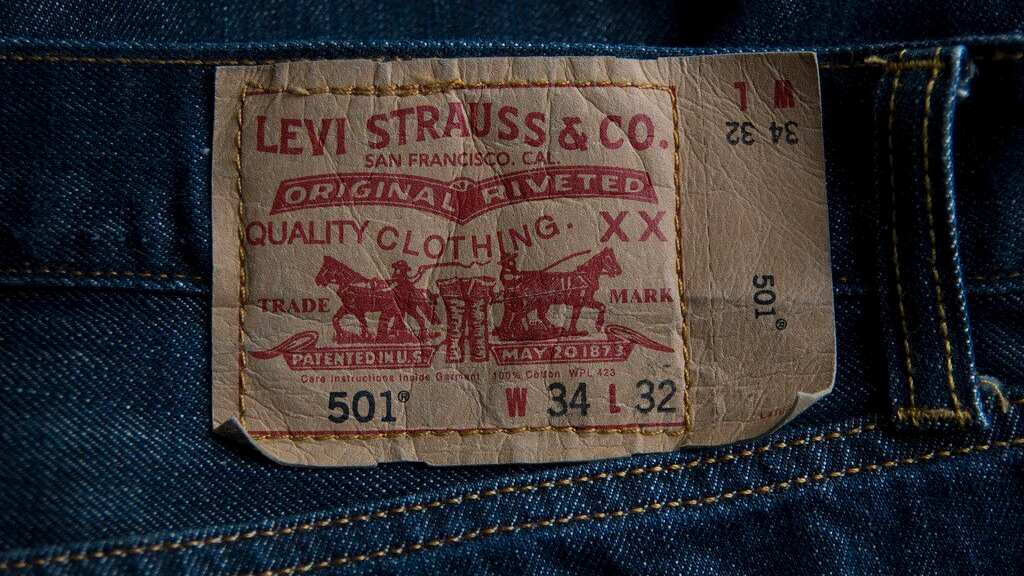 LEVI STRAUSS & CO.
SAN FRANCISCO, CAL.
ORIGINAL RIVETED
QUALITY CLOTHING. XX
TRADE MARK
PATENTED IN U.S. MAY 20 1873
Care Instructions Inside Garment 100% Cotton WPL 423
501® W 34 L 32
W L
34 32
501®